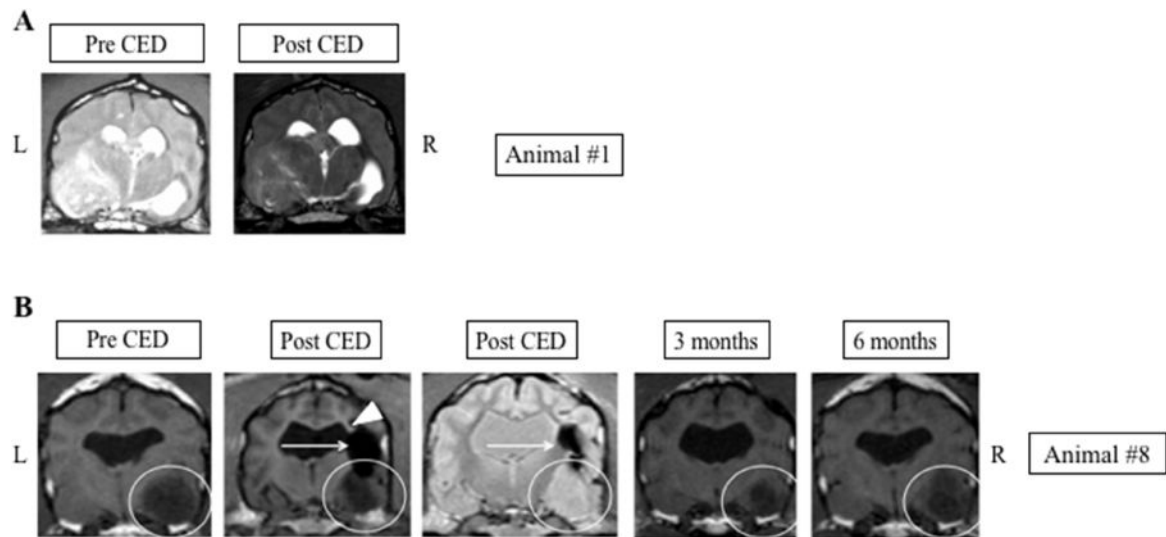 A
Pre CED
Post CED
L
R
Animal #1
B
Pre CED
Post CED
Post CED
3 months
6 months
L
R
Animal #8